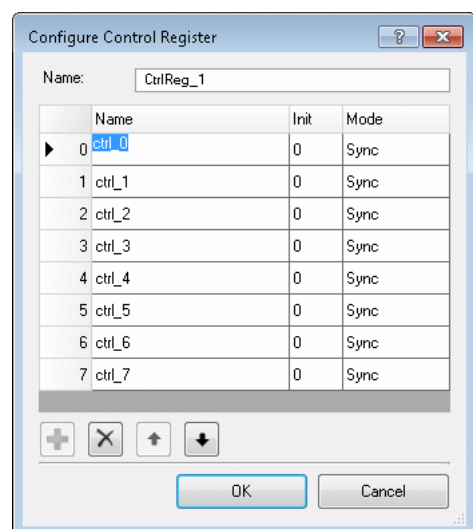 Configure Control Register ?
Name: CtrlReg_1
Name Init Mode
0 ctrl_0 0 Sync
1 ctrl_1 0 Sync
2 ctrl_2 0 Sync
3 ctrl_3 0 Sync
4 ctrl_4 0 Sync
5 ctrl_5 0 Sync
6 ctrl_6 0 Sync
7 ctrl_7 0 Sync
OK Cancel